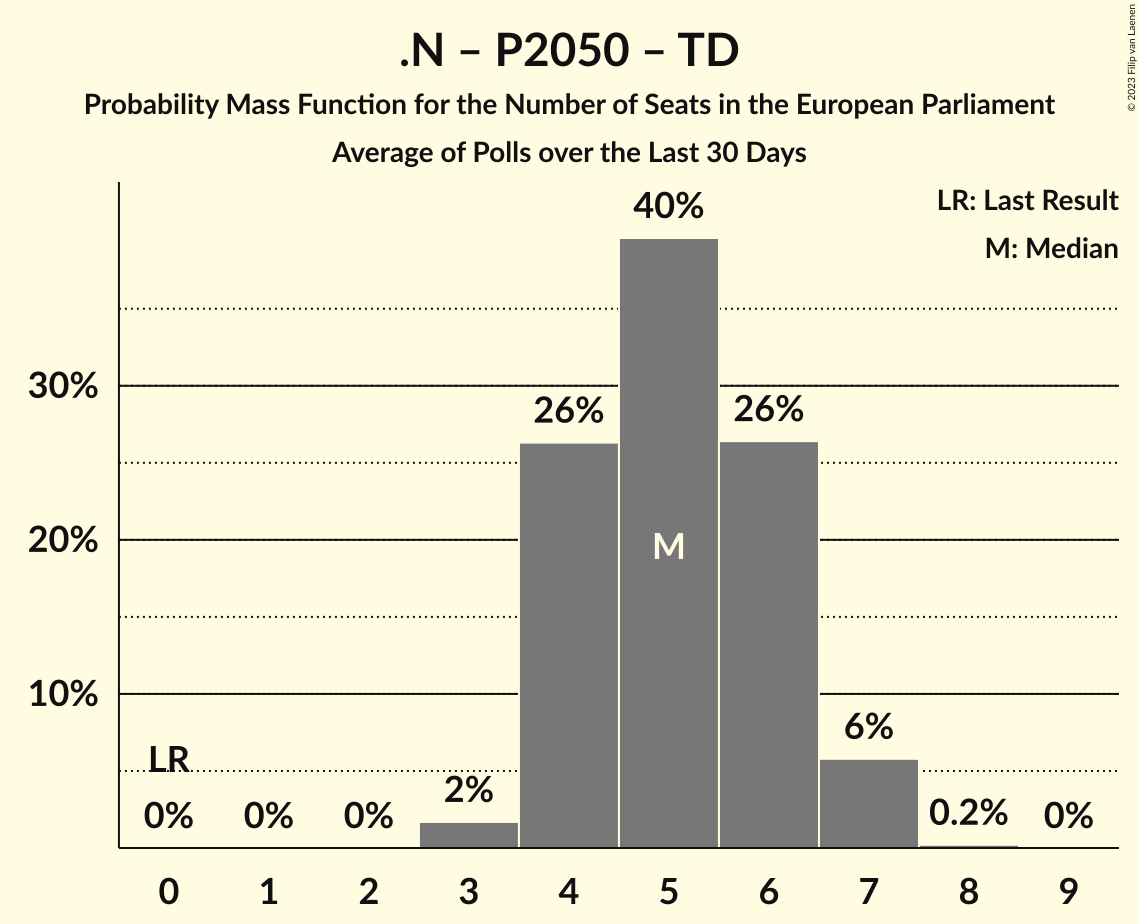 .N – P2050 – TD
Probability Mass Function for the Number of Seats in the European Parliament
Average of Polls over the Last 30 Days
© 2023 Filip van Laenen
LR: Last Result
M: Median
40%
30%
26%
26%
20%
M
10%
6%
LR
2%
0%
0%
0%
0.2%
0%
0 1 2 3 4 5 6 7 8 9